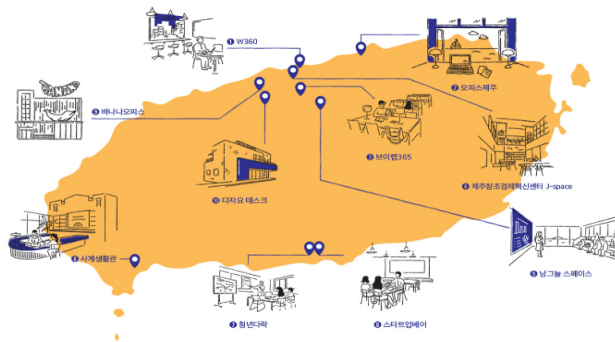 ❶ W360
❷ 오피스제주
❾ 바나나오피스
❸ 브이랩365
❹ 제주창조경제혁신센터 J-space
❿ 다자요 데스크
❽ 사계생활관
❺ 낭그늘 스페이스
❼ 청년다락
❻ 스타트업베이